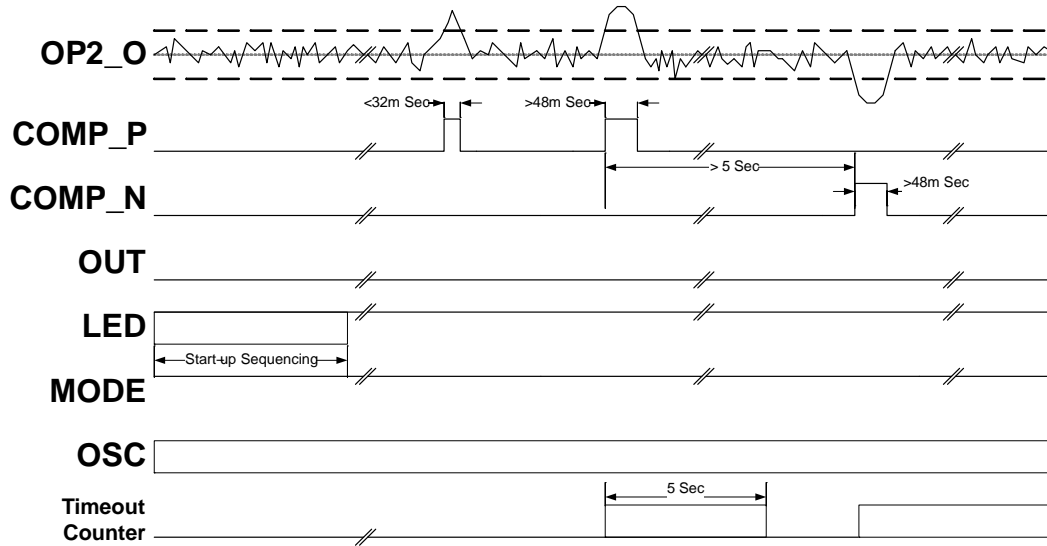 OP2_O
<32m Sec
>48m Sec
COMP_P
> 5 Sec
COMP_N
>48m Sec
OUT
LED
Start-up Sequencing
MODE
OSC
5 Sec
Timeout
Counter